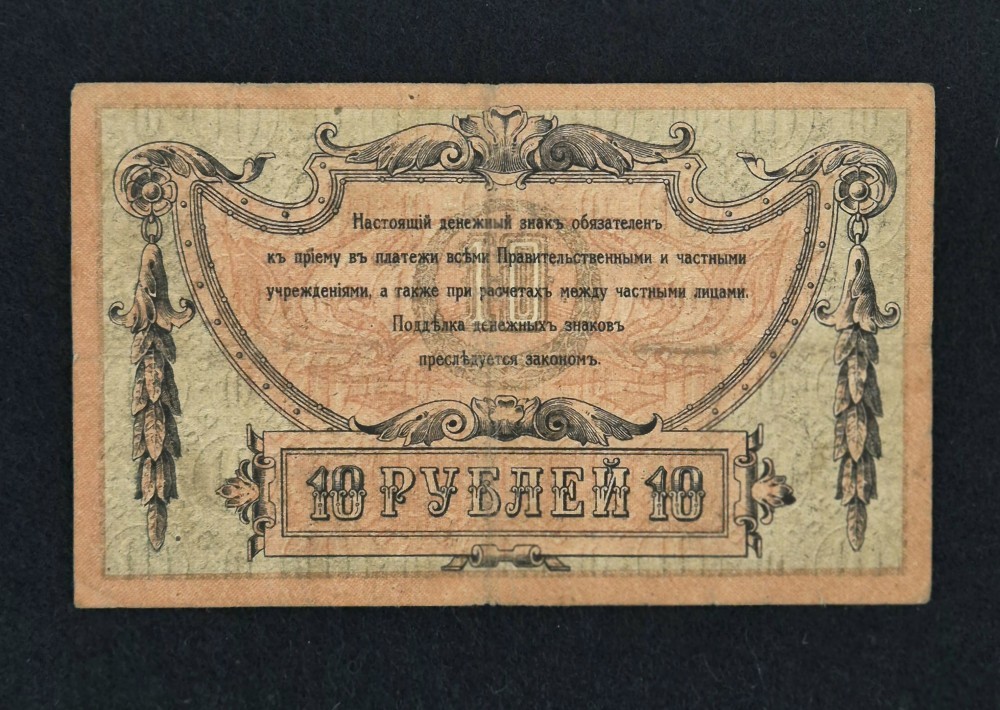 Настоящій денежный знакъ обязателенъ
къ пріему въ платежи всѣми Правительственными и частными
учрежденіями, а также при расчетахъ между частными лицами.
Поддѣлка денежныхъ знаковъ
преслѣдуется закономъ.
10
10 РУБЛЕЙ 10